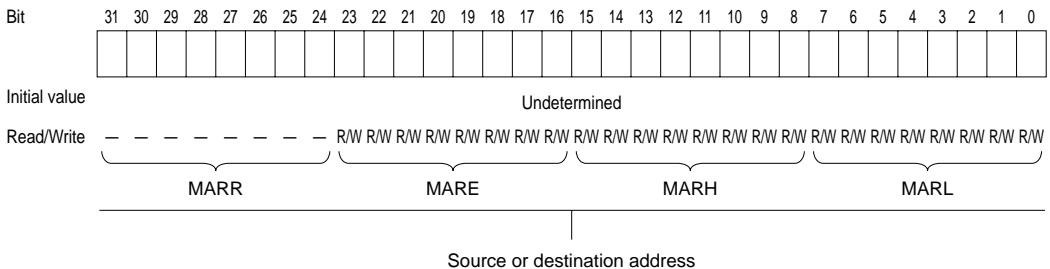 Bit 31 30 29 28 27 26 25 24 23 22 21 20 19 18 17 16 15 14 13 12 11 10 9 8 7 6 5 4 3 2 1 0
Initial value Undetermined
Read/Write — — — — — — — — R/W R/W R/W R/W R/W R/W R/W R/W R/W R/W R/W R/W R/W R/W R/W R/W R/W R/W R/W R/W R/W R/W R/W R/W
MARR MARE MARH MARL
Source or destination address